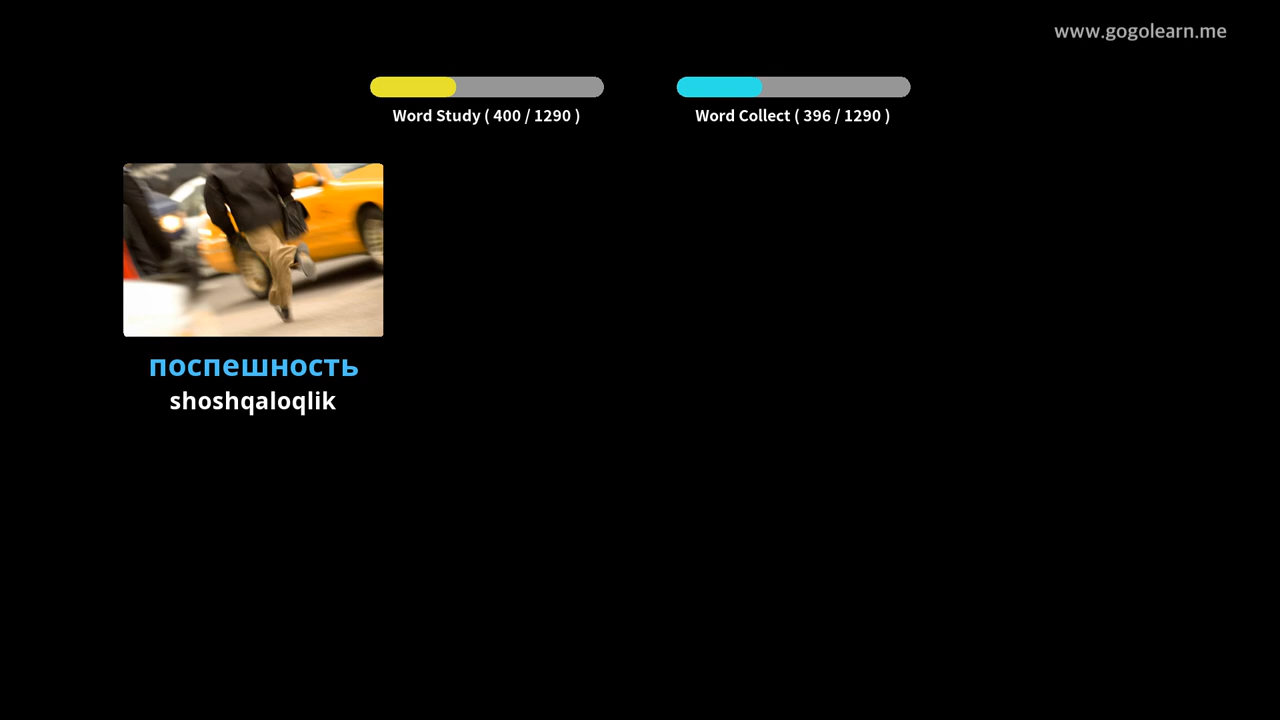 www.gogolearn.me
Word Study ( 400 / 1290 )
Word Collect ( 396 / 1290 )
поспешность
shoshqaloqlik